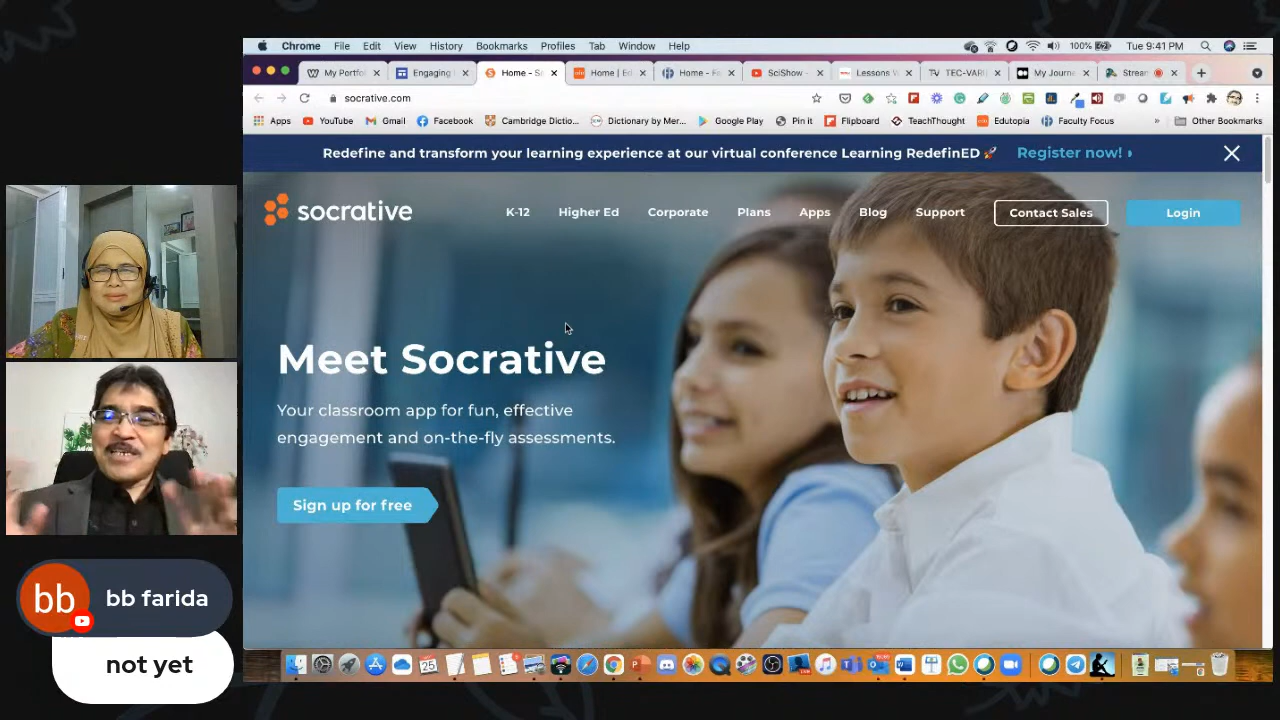 Chrome File Edit View History Bookmarks Profiles Tab Window Help 100% Tue 9:41 PM
My Portfo Engaging Home - So Home | Ed Home - Fa SciShow - Lessons W TEC-VARI My Journe Stream
socrative.com
Apps YouTube Gmail Facebook Cambridge Dictio... Dictionary by Mer... Google Play Pin it Flipboard TeachThought Edutopia Faculty Focus » Other Bookmarks
Redefine and transform your learning experience at our virtual conference Learning RedefinED 🚀 Register now!
socrative K-12 Higher Ed Corporate Plans Apps Blog Support Contact Sales Login
Meet Socrative
Your classroom app for fun, effective
engagement and on-the-fly assessments.
Sign up for free
bb bb farida
not yet
25